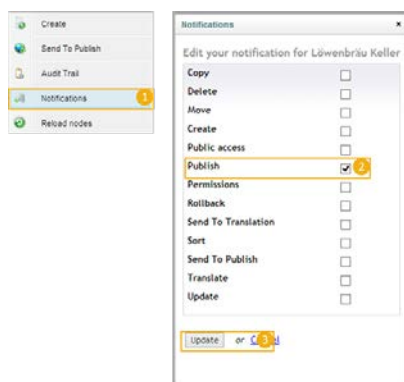 Create
Send To Publish
Audit Trail
Notifications 1
Reload nodes
Notifications x
Edit your notification for Löwenbräu Keller
Copy
Delete
Move
Create
Public access
Publish 2
Permissions
Rollback
Send To Translation
Sort
Send To Publish
Translate
Update
Update or 3